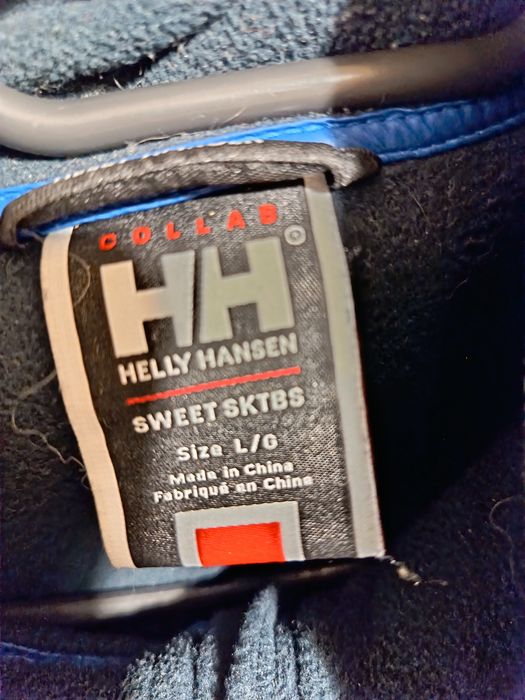 COLLAB
HH®
HELLY HANSEN
SWEET SKTBS
Size L/G
Made in China
Fabriqué en Chine